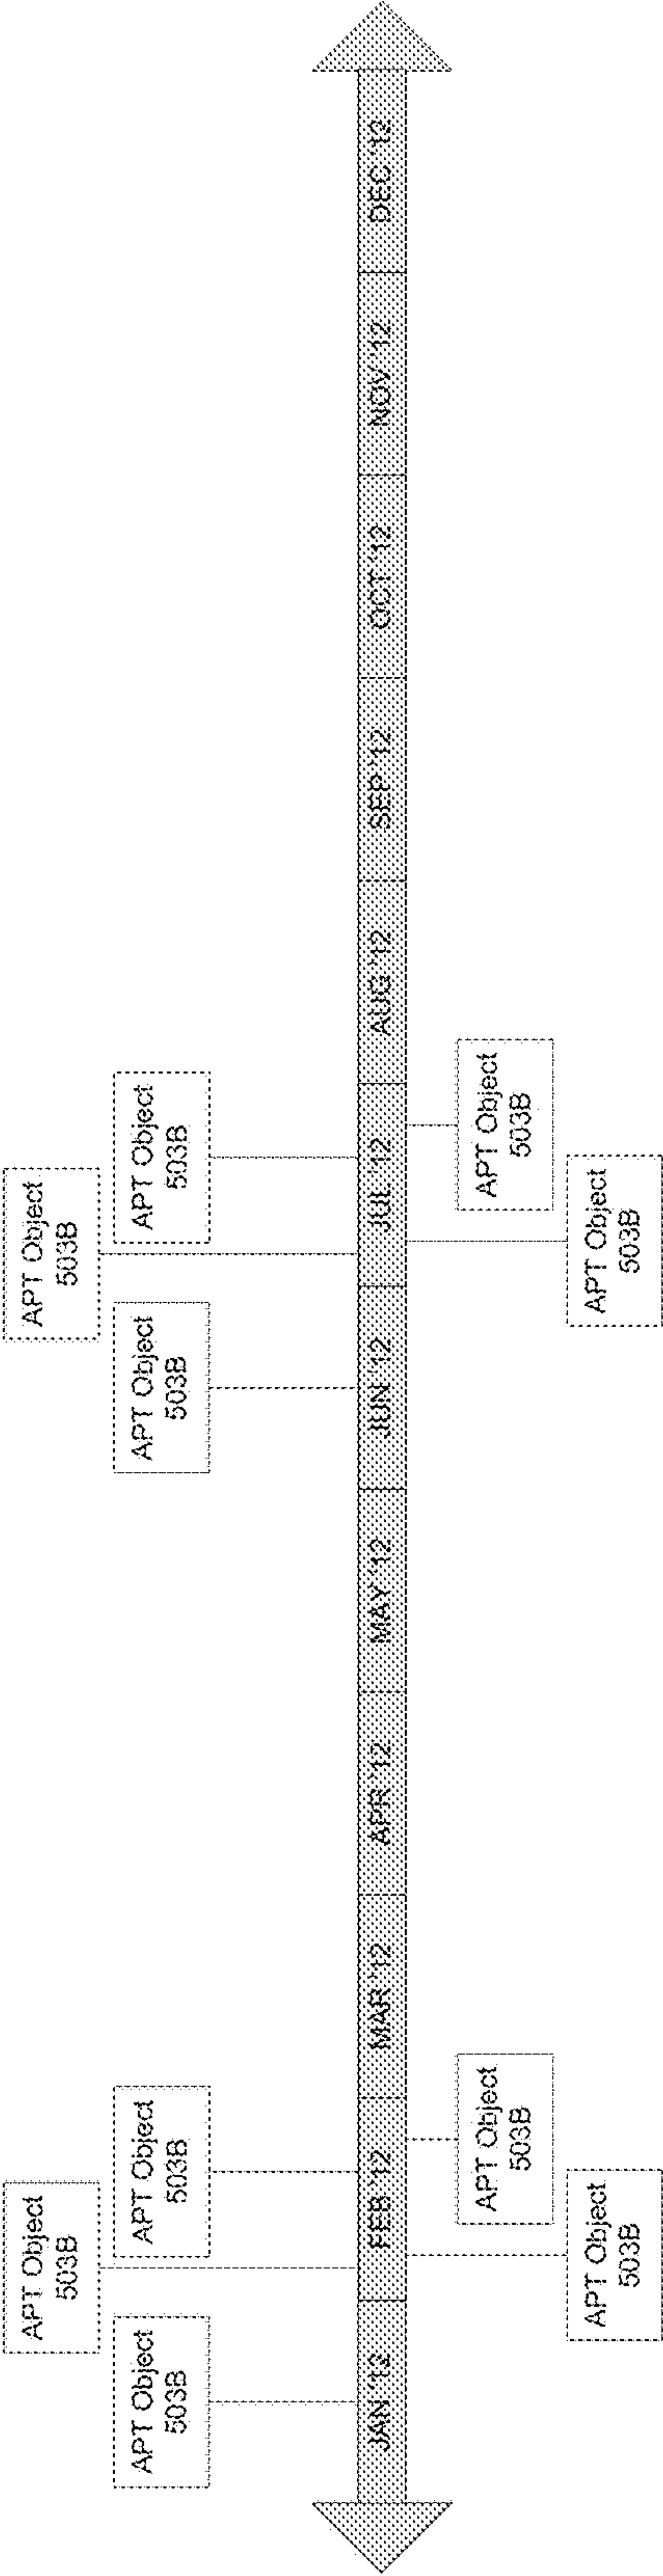 APT Object
503B
APT Object
503B
APT Object
503B
APT Object
503B
APT Object
503B
APT Object
503B
JAN '12
FEB '12
MAR '12
APR '12
MAY '12
JUN '12
JUL '12
AUG '12
SEP '12
OCT '12
NOV '12
DEC '12
APT Object
503B
APT Object
503B
APT Object
503B
APT Object
503B